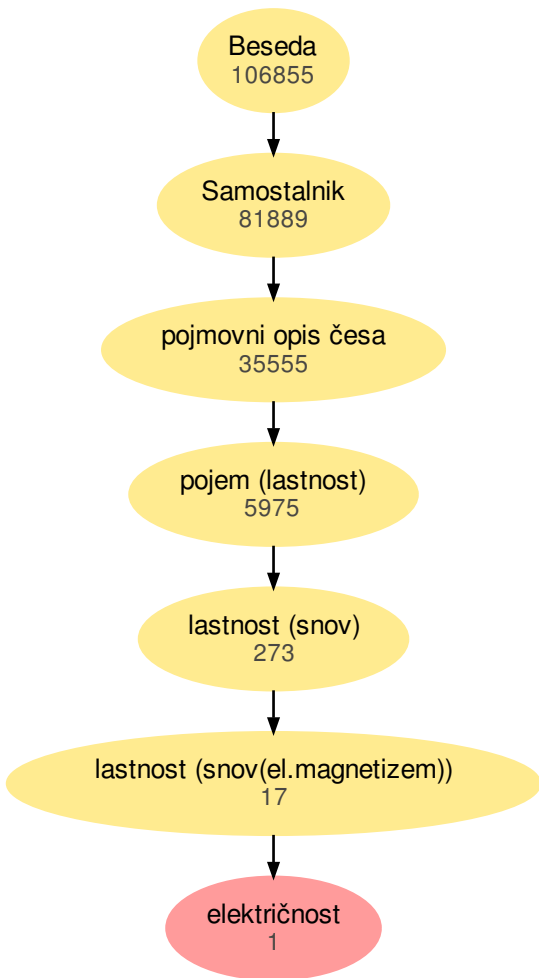 Beseda
106855
Samostalnik
81889
pojmovni opis česa
35555
pojem (lastnost)
5975
lastnost (snov)
273
lastnost (snov(el.magnetizem))
17
električnost
1